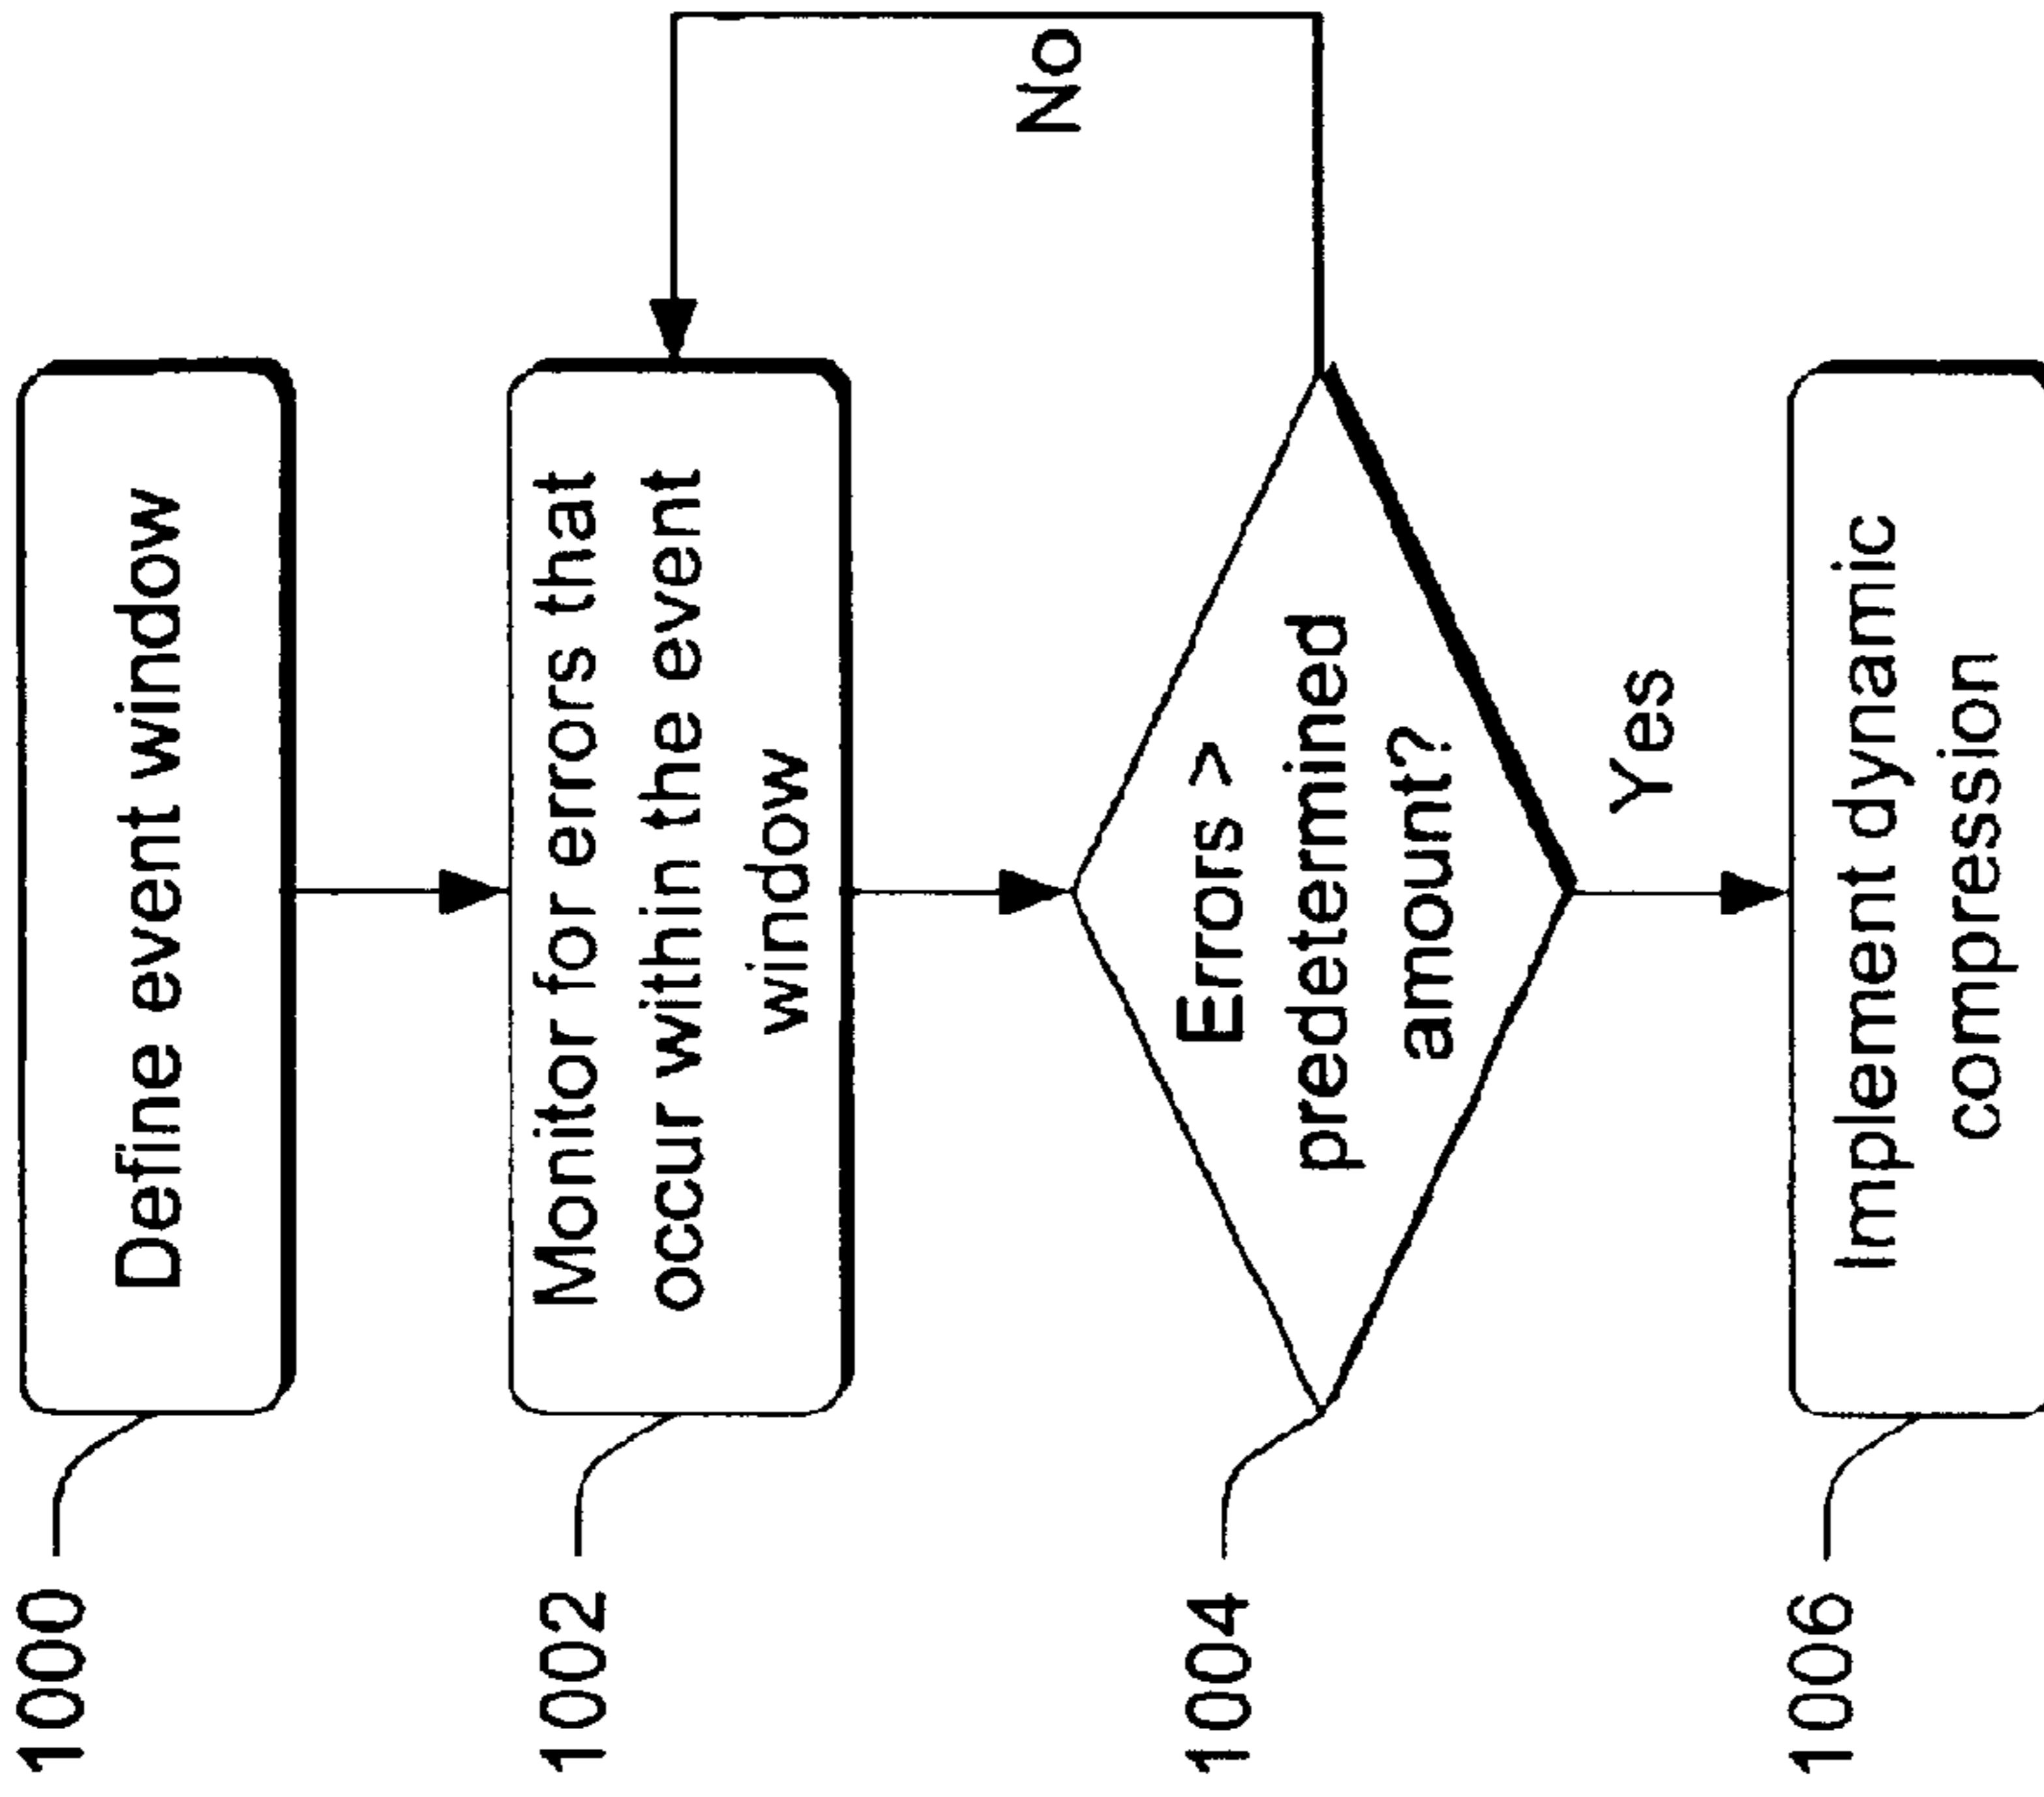 1000
Define event window
1002
Monitor for errors that
occur within the event
window
1004
Errors >
predetermined
amount?
No
Yes
1006
Implement dynamic
compression